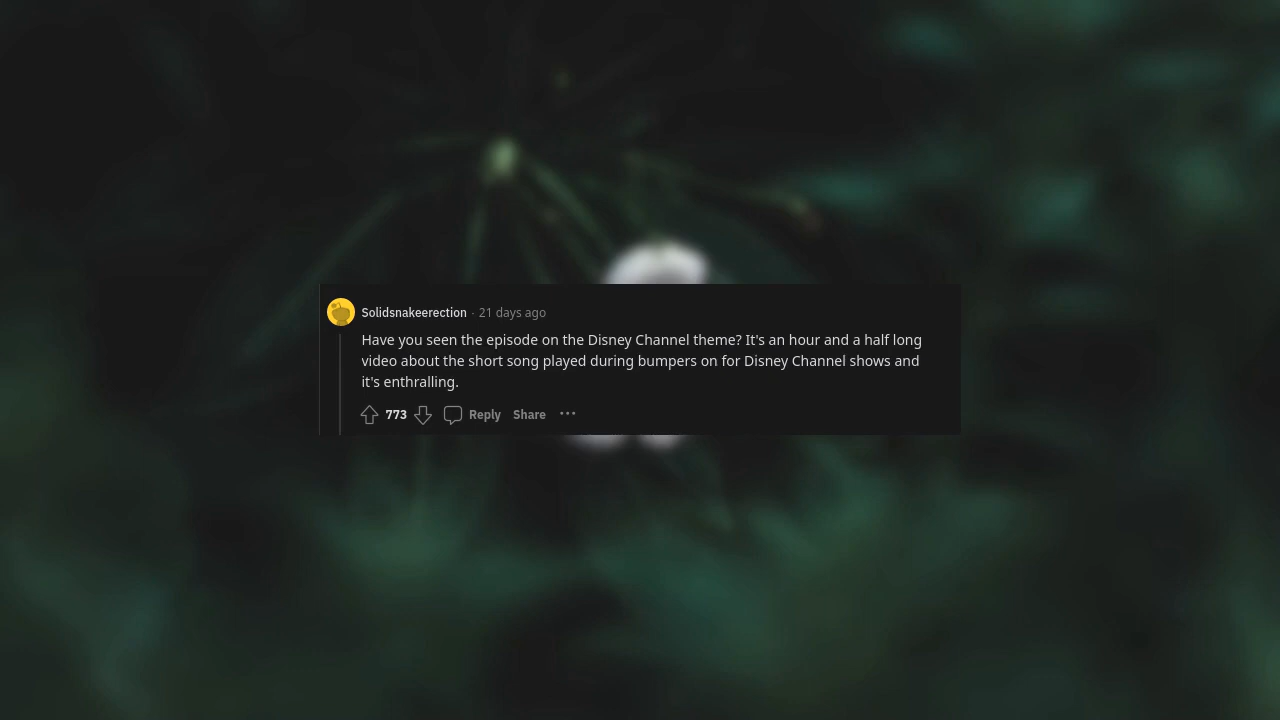 Solidsnakeerection · 21 days ago
Have you seen the episode on the Disney Channel theme? It's an hour and a half long
video about the short song played during bumpers on for Disney Channel shows and
it's enthralling.
773 Reply Share ···